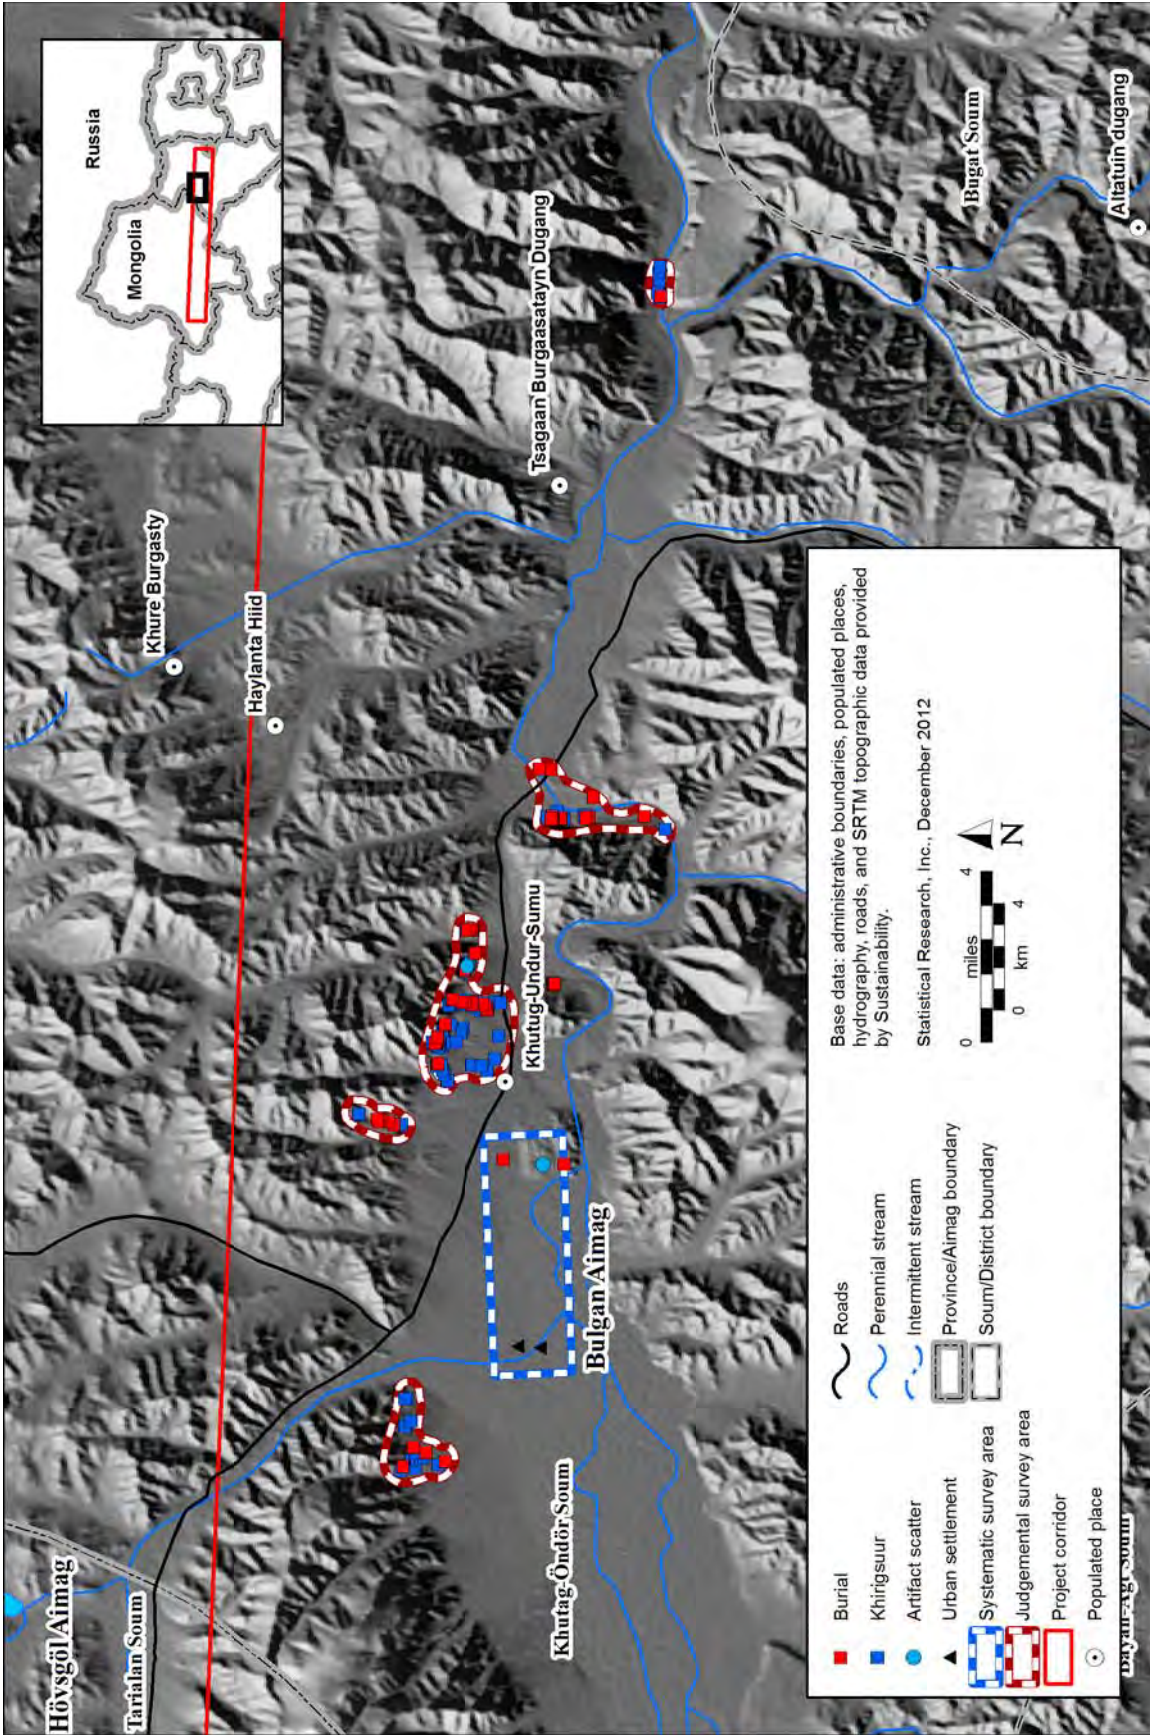 Russia
Mongolia
Hövsgöl Aimag
Tarialan Soum
Khure Burgasty
Haylanta Hiid
Tsagaan Burgaasatayn Dugang
Khutug-Undur-Sumu
Bulgan Aimag
Khutag-Öndör Soum
Bugat Soum
Altatuin dugang
Bayan-Agt Soum
Burial
Khirigsuur
Artifact scatter
Urban settlement
Systematic survey area
Judgemental survey area
Project corridor
Populated place
Roads
Perennial stream
Intermittent stream
Province/Aimag boundary
Soum/District boundary
Base data: administrative boundaries, populated places,
hydrography, roads, and SRTM topographic data provided
by Sustainability.
Statistical Research, Inc., December 2012
0 miles 4
0 km 4
N